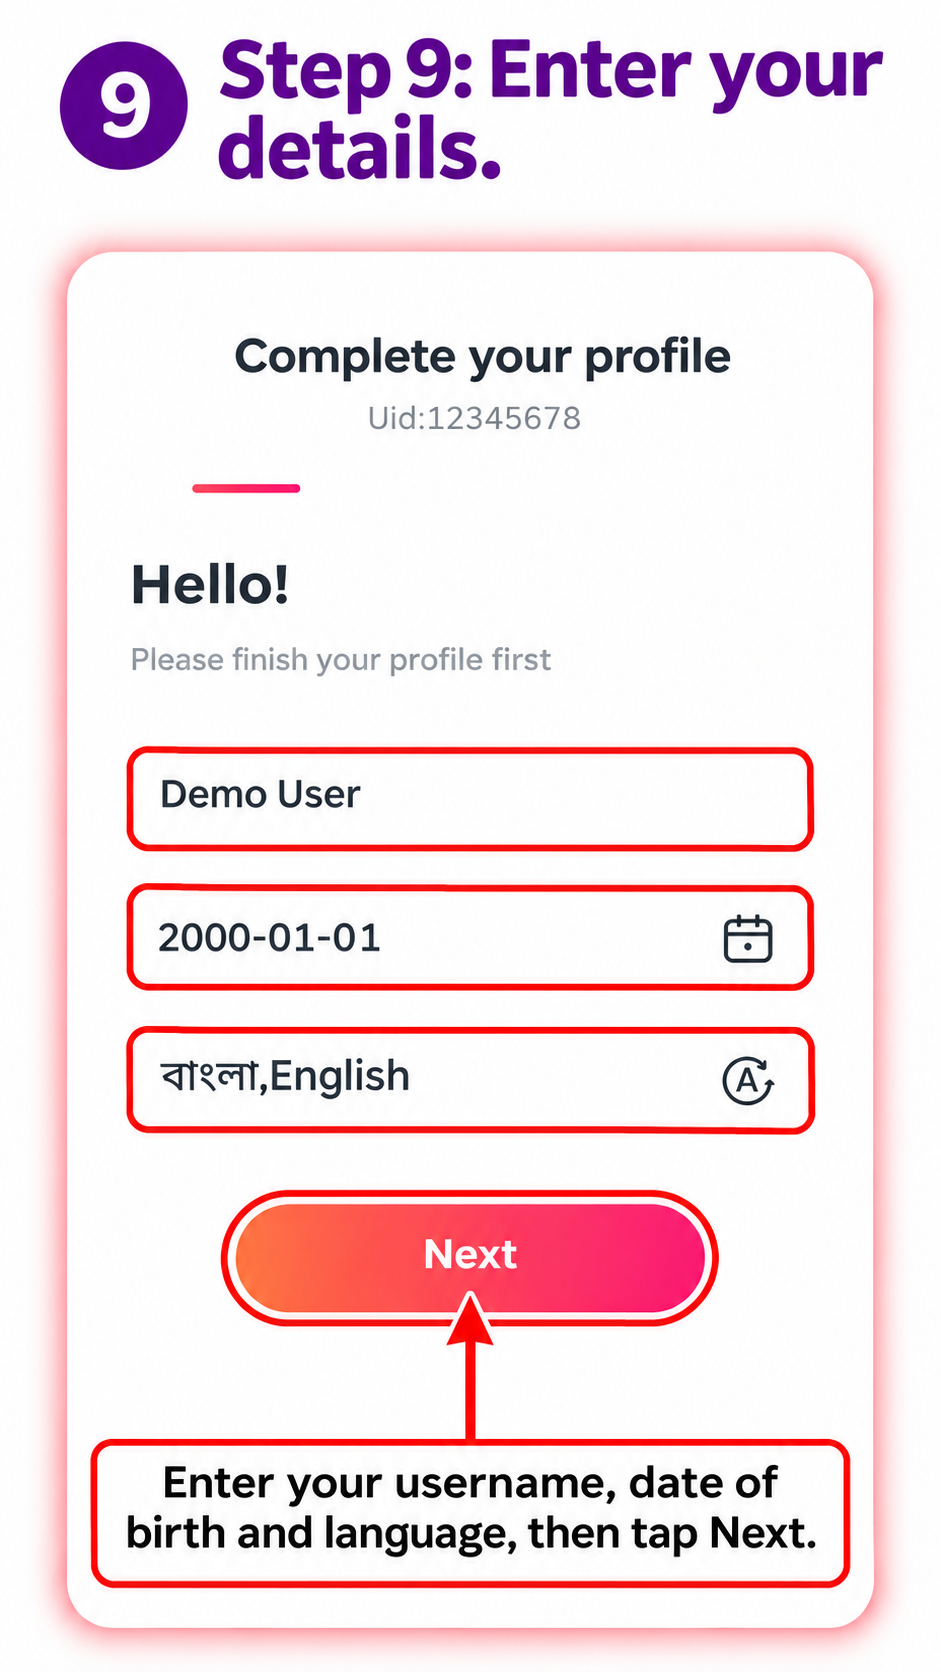 9
Step 9: Enter your
details.
Complete your profile
Uid:12345678
Hello!
Please finish your profile first
Demo User
2000-01-01
বাংলা,English
A
Next
Enter your username, date of
birth and language, then tap Next.